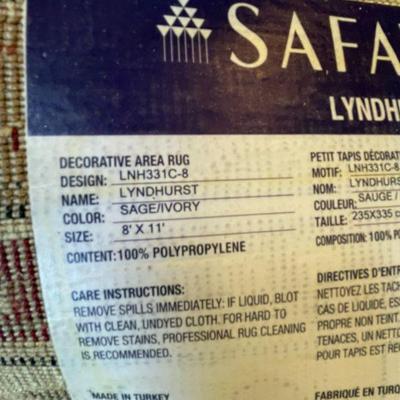 SAFA
LYNDHU
DECORATIVE AREA RUG
DESIGN: LNH331C-8
NAME: LYNDHURST
COLOR: SAGE/IVORY
SIZE: 8' X 11'
CONTENT:100% POLYPROPYLENE
CARE INSTRUCTIONS:
REMOVE SPILLS IMMEDIATELY: IF LIQUID, BLOT
WITH CLEAN, UNDYED CLOTH. FOR HARD TO
REMOVE STAINS, PROFESSIONAL RUG CLEANING
IS RECOMMENDED.
MADE IN TURKEY
PETIT TAPIS DÉCORAT
MOTIF: LNH331C-8
NOM: LYNDHURS
COULEUR: SAUGE /
TAILLE: 235X335 c
COMPOSITION: 100% PO
DIRECTIVES D'ENT
NETTOYEZ LES TACH
CAS DE LIQUIDE, ES
PROPRE NON TEINT.
TENACES, UN NETTO
POUR TAPIS EST RE
FABRIQUÉ EN TURQ